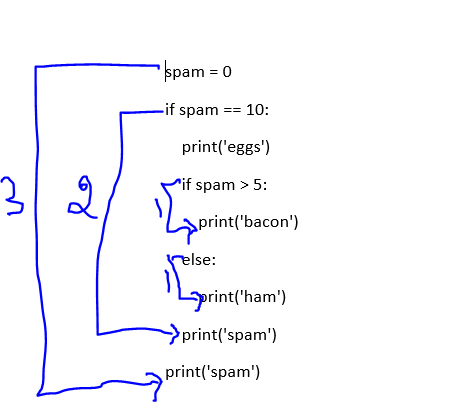 spam = 0
if spam == 10:
print('eggs')
if spam > 5:
1 print('bacon')
3 2
else:
1 print('ham')
print('spam')
print('spam')